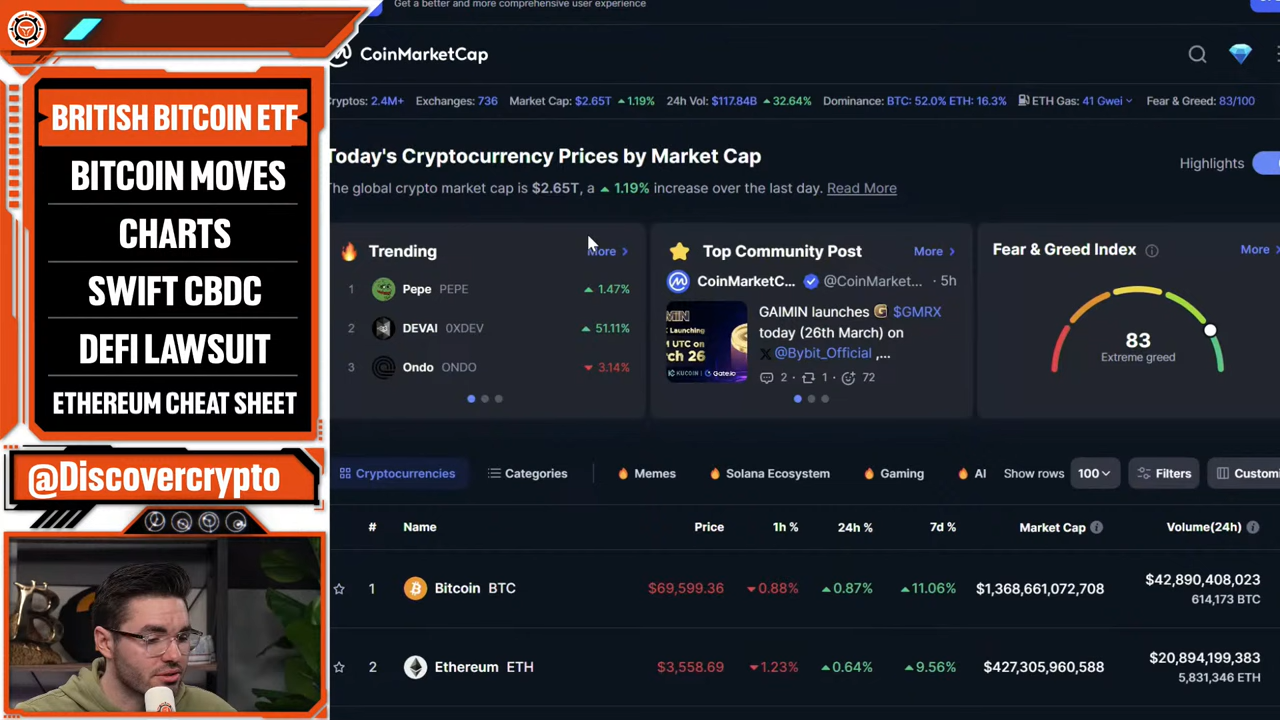 BRITISH BITCOIN ETF
BITCOIN MOVES
CHARTS
SWIFT CBDC
DEFI LAWSUIT
ETHEREUM CHEAT SHEET
@Discovercrypto
Get a better and more comprehensive user experience
CoinMarketCap
Cryptos: 2.4M+ Exchanges: 736 Market Cap: $2.65T 1.19% 24h Vol: $117.84B 32.64% Dominance: BTC: 52.0% ETH: 16.3% ETH Gas: 41 Gwei Fear & Greed: 83/100
Today's Cryptocurrency Prices by Market Cap
Highlights
The global crypto market cap is $2.65T, a 1.19% increase over the last day. Read More
Trending More
1 Pepe PEPE 1.47%
2 DEVAI 0XDEV 51.11%
3 Ondo ONDO 3.14%
Top Community Post More
CoinMarketC... @CoinMarket... · 5h
GAIMIN launches $GMRX
today (26th March) on
@Bybit_Official ,...
2 · 1 · 72
KUCOIN Gate.io
Fear & Greed Index More
83
Extreme greed
Cryptocurrencies Categories Memes Solana Ecosystem Gaming AI Show rows 100 Filters Customi
# Name Price 1h % 24h % 7d % Market Cap Volume(24h)
1 Bitcoin BTC $69,599.36 0.88% 0.87% 11.06% $1,368,661,072,708 $42,890,408,023
614,173 BTC
2 Ethereum ETH $3,558.69 1.23% 0.64% 9.56% $427,305,960,588 $20,894,199,383
5,831,346 ETH